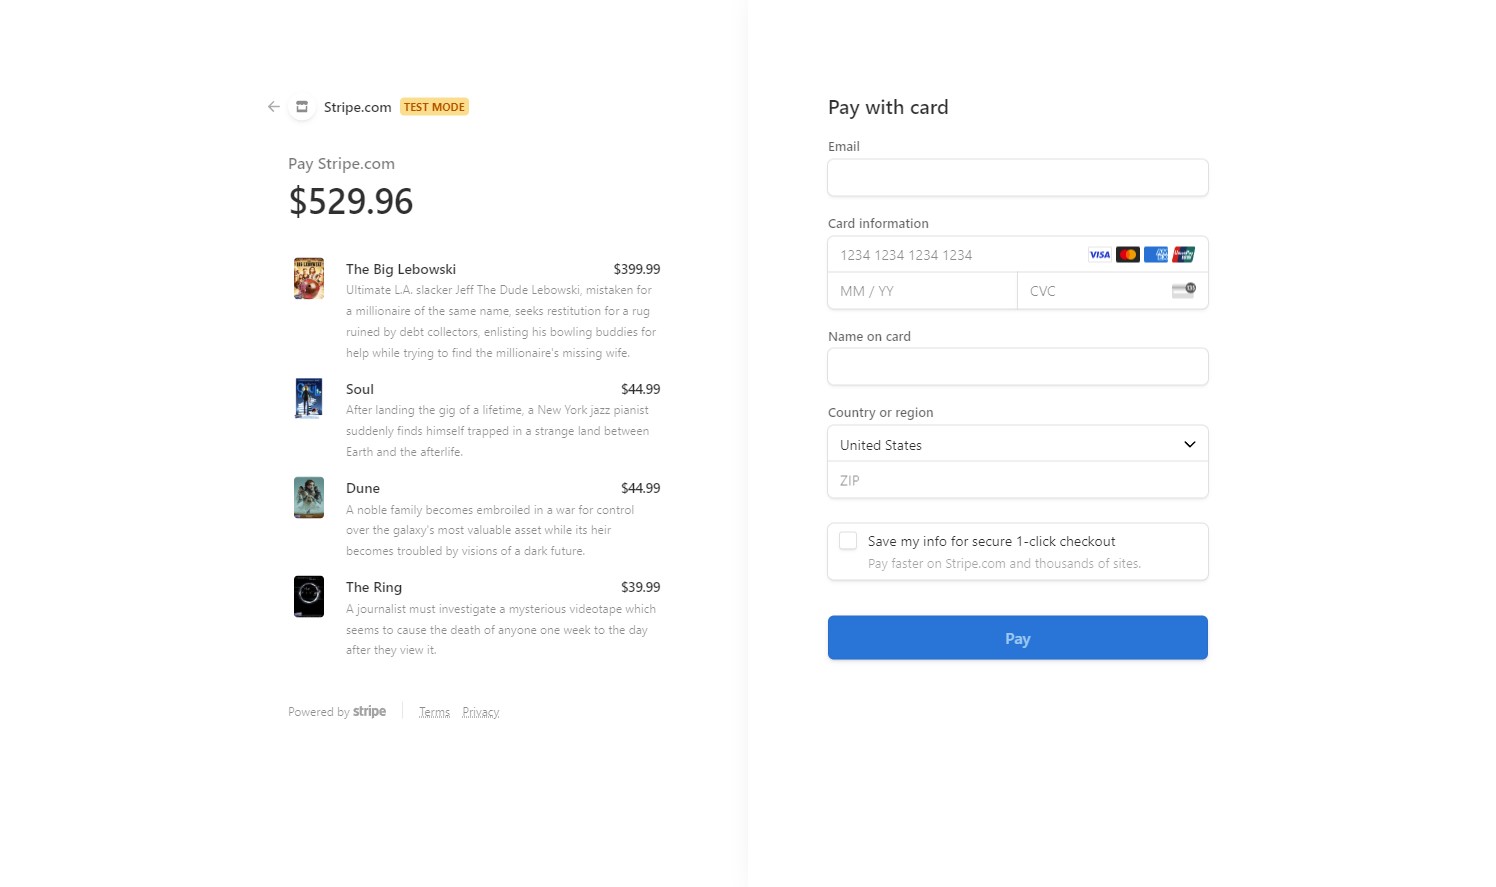 Stripe.com TEST MODE
Pay Stripe.com
$529.96
The Big Lebowski $399.99
Ultimate L.A. slacker Jeff The Dude Lebowski, mistaken for
a millionaire of the same name, seeks restitution for a rug
ruined by debt collectors, enlisting his bowling buddies for
help while trying to find the millionaire's missing wife.
Soul $44.99
After landing the gig of a lifetime, a New York jazz pianist
suddenly finds himself trapped in a strange land between
Earth and the afterlife.
Dune $44.99
A noble family becomes embroiled in a war for control
over the galaxy's most valuable asset while its heir
becomes troubled by visions of a dark future.
The Ring $39.99
A journalist must investigate a mysterious videotape which
seems to cause the death of anyone one week to the day
after they view it.
Powered by stripe Terms Privacy
Pay with card
Email
Card information
1234 1234 1234 1234 VISA
MM / YY CVC
Name on card
Country or region
United States
ZIP
Save my info for secure 1-click checkout
Pay faster on Stripe.com and thousands of sites.
Pay